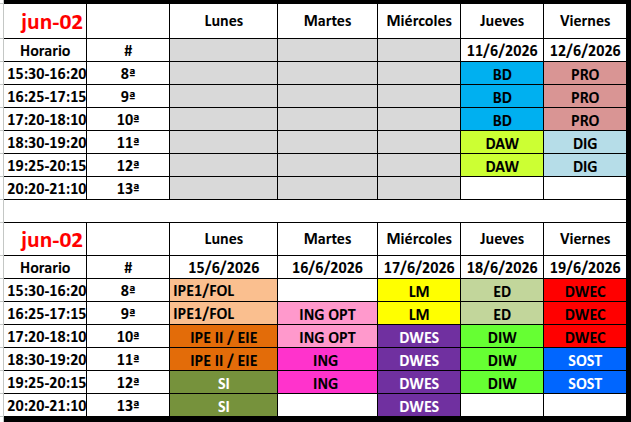 jun-02 Lunes Martes Miércoles Jueves Viernes
Horario # 11/6/2026 12/6/2026
15:30-16:20 8ª BD PRO
16:25-17:15 9ª BD PRO
17:20-18:10 10ª BD PRO
18:30-19:20 11ª DAW DIG
19:25-20:15 12ª DAW DIG
20:20-21:10 13ª
jun-02 Lunes Martes Miércoles Jueves Viernes
Horario # 15/6/2026 16/6/2026 17/6/2026 18/6/2026 19/6/2026
15:30-16:20 8ª IPE1/FOL LM ED DWEC
16:25-17:15 9ª IPE1/FOL ING OPT LM ED DWEC
17:20-18:10 10ª IPE II / EIE ING OPT DWES DIW DWEC
18:30-19:20 11ª IPE II / EIE ING DWES DIW SOST
19:25-20:15 12ª SI ING DWES DIW SOST
20:20-21:10 13ª SI DWES